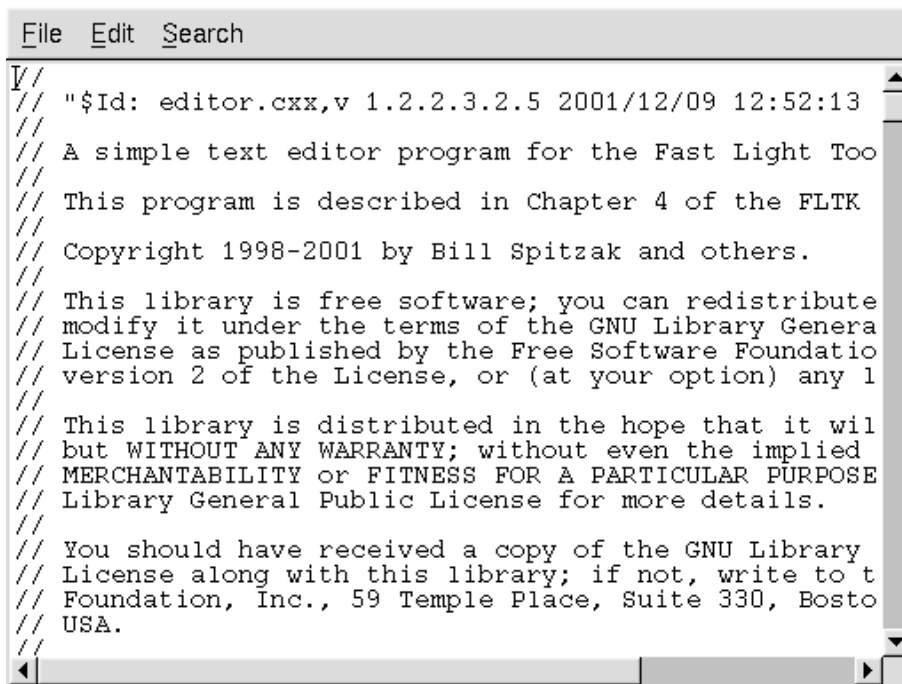 File Edit Search
//
// "$Id: editor.cxx,v 1.2.2.3.2.5 2001/12/09 12:52:13
//
// A simple text editor program for the Fast Light Too
//
// This program is described in Chapter 4 of the FLTK
//
// Copyright 1998-2001 by Bill Spitzak and others.
//
// This library is free software; you can redistribute
// modify it under the terms of the GNU Library Genera
// License as published by the Free Software Foundatio
// version 2 of the License, or (at your option) any l
//
// This library is distributed in the hope that it wil
// but WITHOUT ANY WARRANTY; without even the implied
// MERCHANTABILITY or FITNESS FOR A PARTICULAR PURPOSE
// Library General Public License for more details.
//
// You should have received a copy of the GNU Library
// License along with this library; if not, write to t
// Foundation, Inc., 59 Temple Place, Suite 330, Bosto
// USA.
//